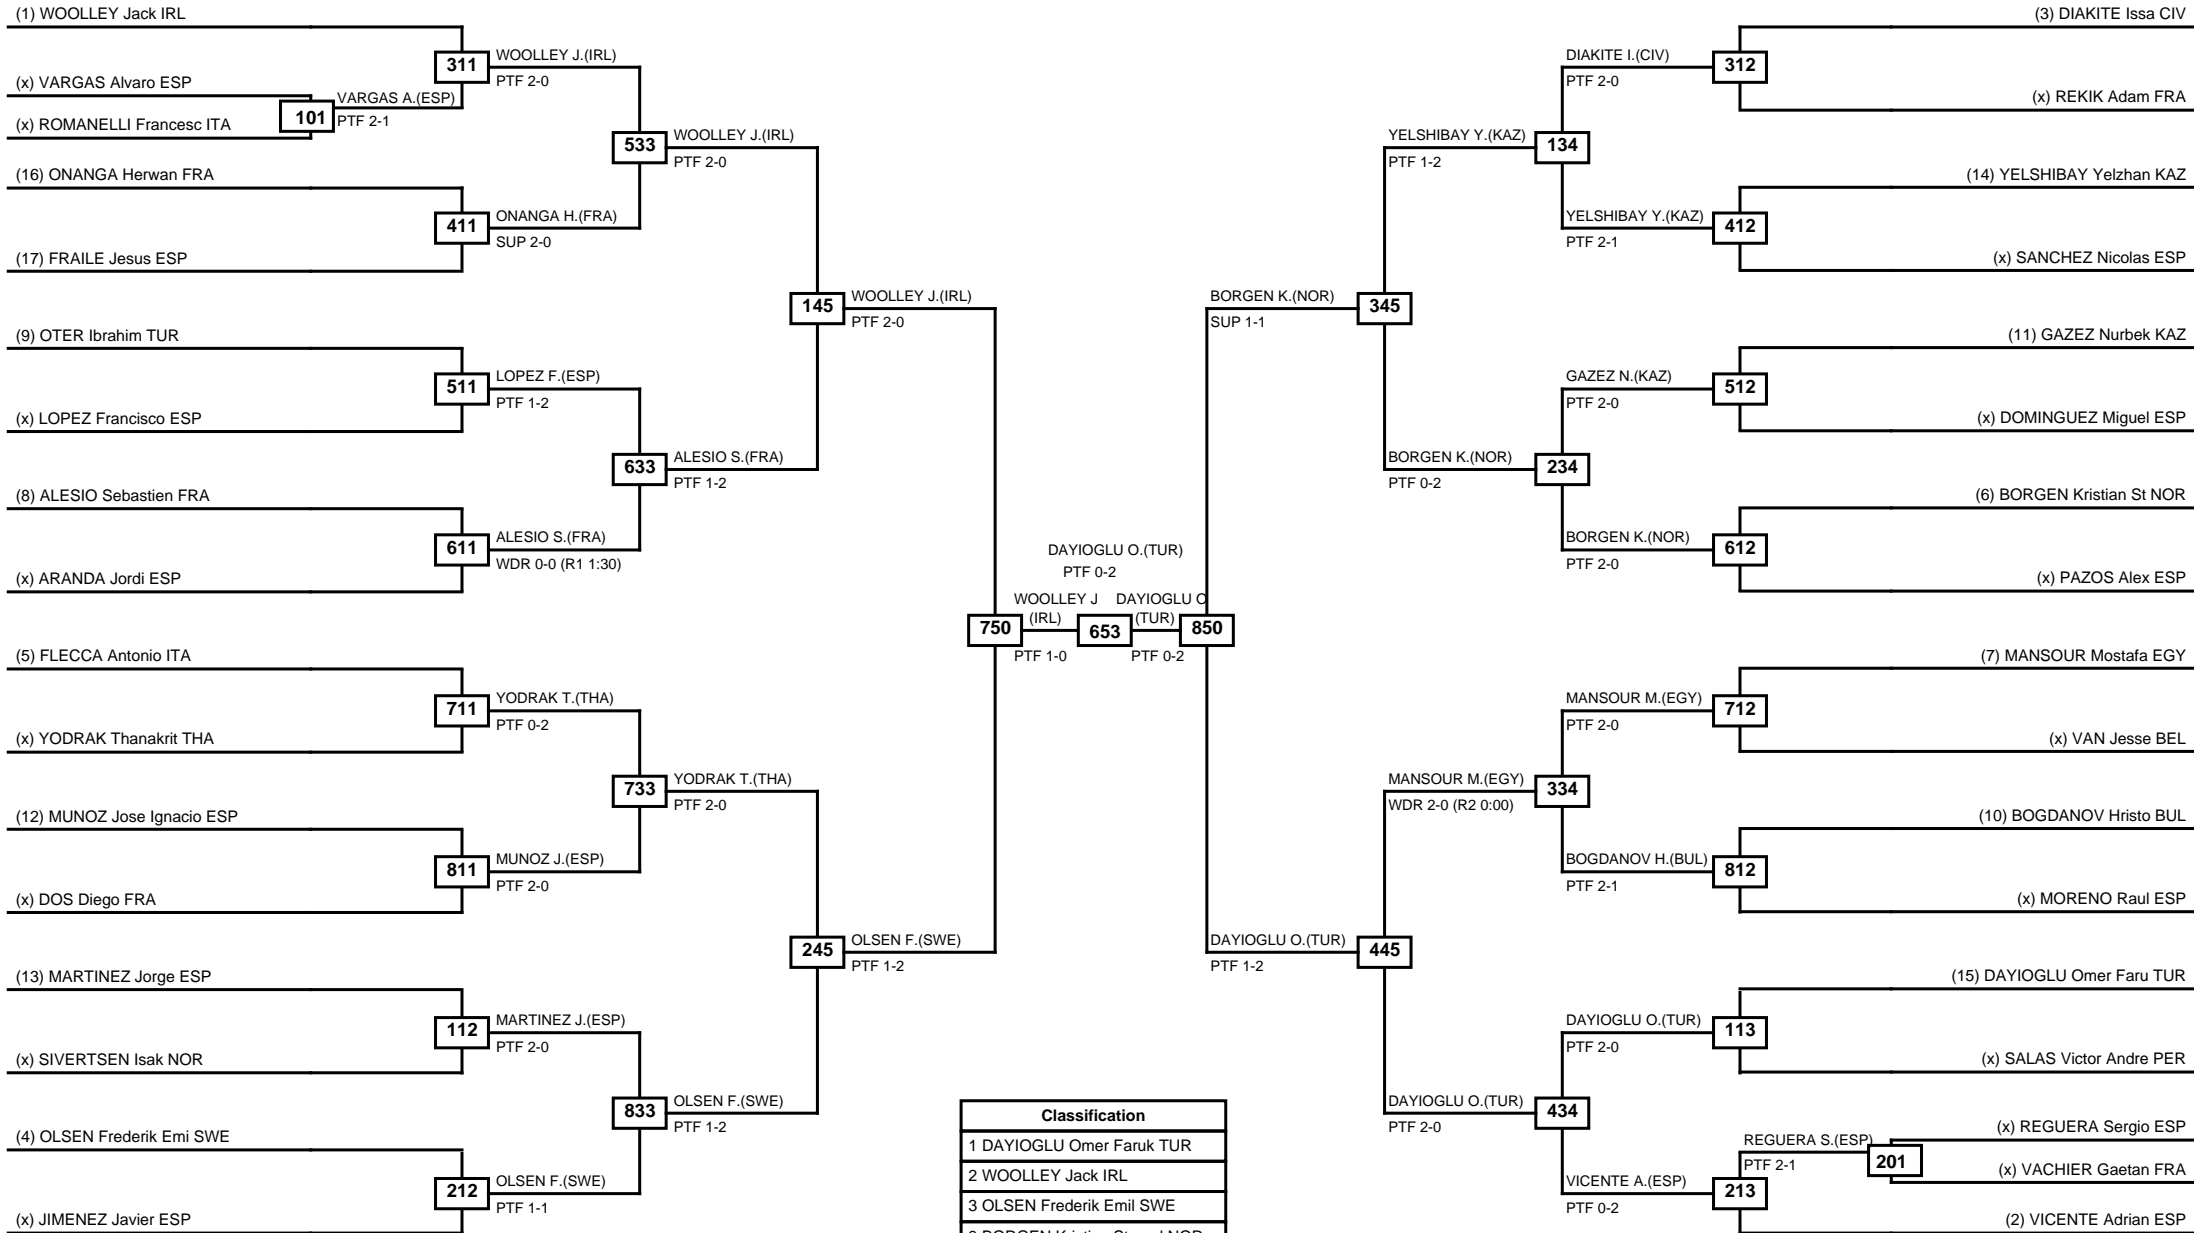 (1) WOOLLEY Jack IRL
311
WOOLLEY J.(IRL)
PTF 2-0
(x) VARGAS Alvaro ESP
101
VARGAS A.(ESP)
PTF 2-1
(x) ROMANELLI Francesc ITA
533
WOOLLEY J.(IRL)
PTF 2-0
(16) ONANGA Herwan FRA
411
ONANGA H.(FRA)
SUP 2-0
(17) FRAILE Jesus ESP
145
WOOLLEY J.(IRL)
PTF 2-0
(9) OTER Ibrahim TUR
511
LOPEZ F.(ESP)
PTF 1-2
(x) LOPEZ Francisco ESP
633
ALESIO S.(FRA)
PTF 1-2
(8) ALESIO Sebastien FRA
611
ALESIO S.(FRA)
WDR 0-0 (R1 1:30)
(x) ARANDA Jordi ESP
(5) FLECCA Antonio ITA
711
YODRAK T.(THA)
PTF 0-2
(x) YODRAK Thanakrit THA
733
YODRAK T.(THA)
PTF 2-0
(12) MUNOZ Jose Ignacio ESP
811
MUNOZ J.(ESP)
PTF 2-0
(x) DOS Diego FRA
245
OLSEN F.(SWE)
PTF 1-2
(13) MARTINEZ Jorge ESP
112
MARTINEZ J.(ESP)
PTF 2-0
(x) SIVERTSEN Isak NOR
833
OLSEN F.(SWE)
PTF 1-2
(4) OLSEN Frederik Emi SWE
212
OLSEN F.(SWE)
PTF 1-1
(x) JIMENEZ Javier ESP
DAYIOGLU O.(TUR)
PTF 0-2
750
WOOLLEY J
(IRL)
PTF 1-0
653
DAYIOGLU O
(TUR)
PTF 0-2
850
(3) DIAKITE Issa CIV
DIAKITE I.(CIV)
PTF 2-0
312
(x) REKIK Adam FRA
YELSHIBAY Y.(KAZ)
PTF 1-2
134
(14) YELSHIBAY Yelzhan KAZ
YELSHIBAY Y.(KAZ)
PTF 2-1
412
(x) SANCHEZ Nicolas ESP
BORGEN K.(NOR)
SUP 1-1
345
(11) GAZEZ Nurbek KAZ
GAZEZ N.(KAZ)
PTF 2-0
512
(x) DOMINGUEZ Miguel ESP
BORGEN K.(NOR)
PTF 0-2
234
(6) BORGEN Kristian St NOR
BORGEN K.(NOR)
PTF 2-0
612
(x) PAZOS Alex ESP
(7) MANSOUR Mostafa EGY
MANSOUR M.(EGY)
PTF 2-0
712
(x) VAN Jesse BEL
MANSOUR M.(EGY)
WDR 2-0 (R2 0:00)
334
(10) BOGDANOV Hristo BUL
BOGDANOV H.(BUL)
PTF 2-1
812
(x) MORENO Raul ESP
DAYIOGLU O.(TUR)
PTF 1-2
445
(15) DAYIOGLU Omer Faru TUR
DAYIOGLU O.(TUR)
PTF 2-0
113
(x) SALAS Victor Andre PER
DAYIOGLU O.(TUR)
PTF 2-0
434
(x) REGUERA Sergio ESP
REGUERA S.(ESP)
PTF 2-1
201
(x) VACHIER Gaetan FRA
VICENTE A.(ESP)
PTF 0-2
213
(2) VICENTE Adrian ESP
Classification
1 DAYIOGLU Omer Faruk TUR
2 WOOLLEY Jack IRL
3 OLSEN Frederik Emil SWE